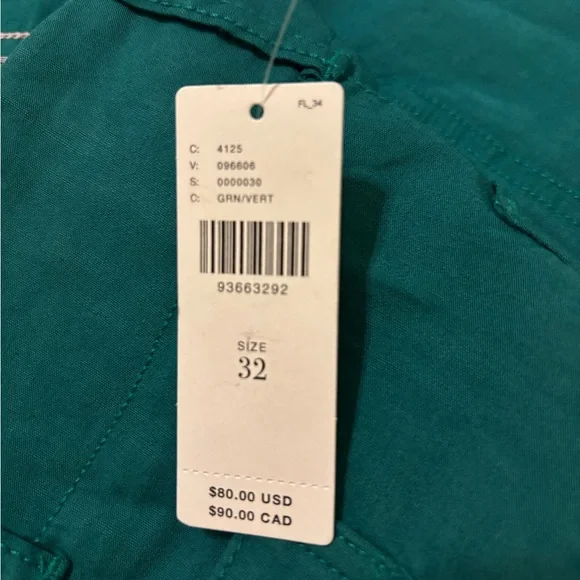 FL_34
C: 4125
V: 096606
S: 0000030
C: GRN/VERT
93663292
SIZE
32
$80.00 USD
$90.00 CAD